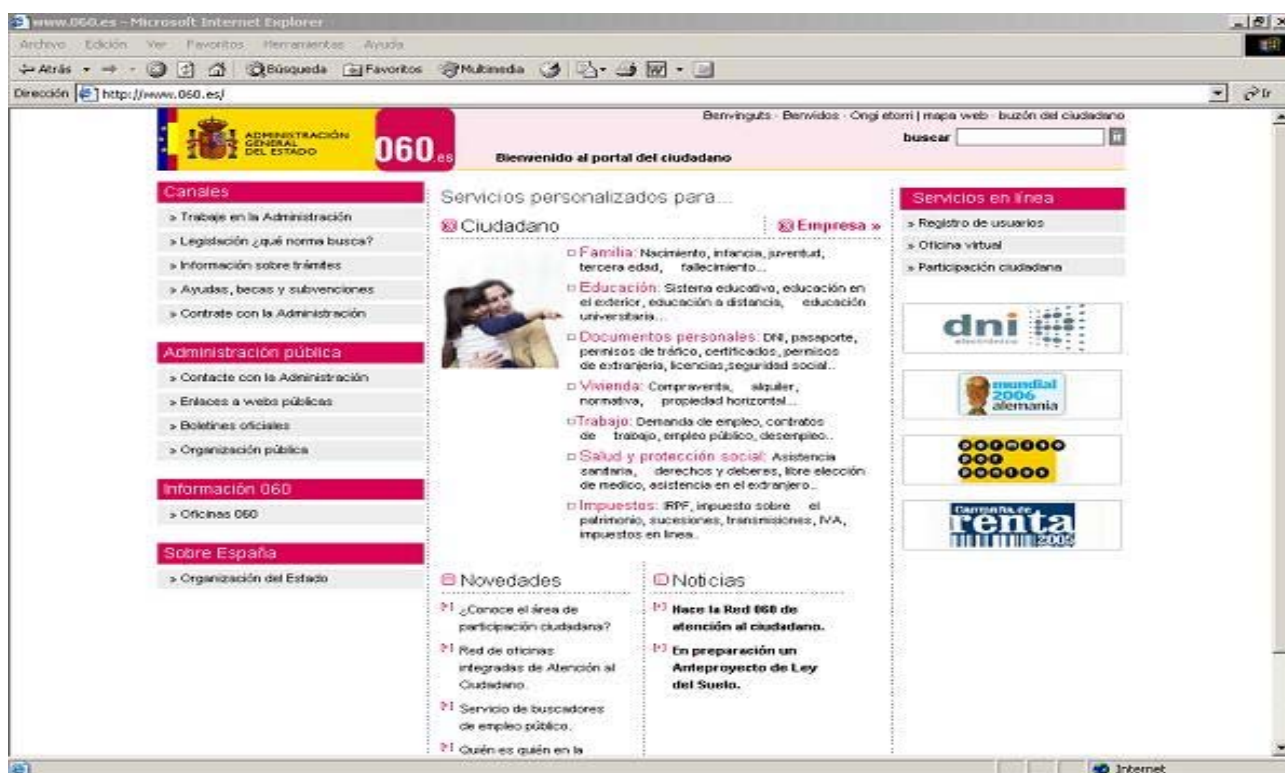 www.060.es - Microsoft Internet Explorer
Archivo Edición Ver Favoritos Herramientas Ayuda
Atrás Búsqueda Favoritos Multimedia
Dirección http://www.060.es/ Ir
Benvinguts · Benvidos · Ongi etorri | mapa web · buzón del ciudadano
ADMINISTRACIÓN
GENERAL
DEL ESTADO
060.es
Bienvenido al portal del ciudadano
buscar ir
Canales
» Trabaje en la Administración
» Legislación ¿qué norma busca?
» Información sobre trámites
» Ayudas, becas y subvenciones
» Contrate con la Administración
Administración pública
» Contacte con la Administración
» Enlaces a webs públicas
» Boletines oficiales
» Organización pública
Información 060
» Oficinas 060
Sobre España
» Organización del Estado
Servicios personalizados para...
Ciudadano
Empresa »
Familia: Nacimiento, infancia, juventud,
tercera edad, fallecimiento...
Educación: Sistema educativo, educación en
el exterior, educación a distancia, educación
universitaria...
Documentos personales: DNI, pasaporte,
permisos de tráfico, certificados, permisos
de extranjería, licencias,seguridad social..
Vivienda: Compraventa, alquiler,
normativa, propiedad horizontal...
Trabajo: Demanda de empleo, contratos
de trabajo, empleo público, desempleo..
Salud y protección social: Asistencia
sanitaria, derechos y deberes, libre elección
de medico, asistencia en el extranjero..
Impuestos: IRPF, impuesto sobre el
patrimonio, sucesiones, transmisiones, IVA,
impuestos en linea..
Novedades
¿Conoce el área de
participación ciudadana?
Red de oficinas
integradas de Atención al
Ciudadano.
Servicio de buscadores
de empleo público.
Quién es quién en la
Noticias
Nace la Red 060 de
atención al ciudadano.
En preparación un
Anteproyecto de Ley
del Suelo.
Servicios en línea
» Registro de usuarios
» Oficina virtual
» Participación ciudadana
dni
electrónico
mundial
2006
alemania
permiso
por
puntos
Campaña de
renta
2005
Internet